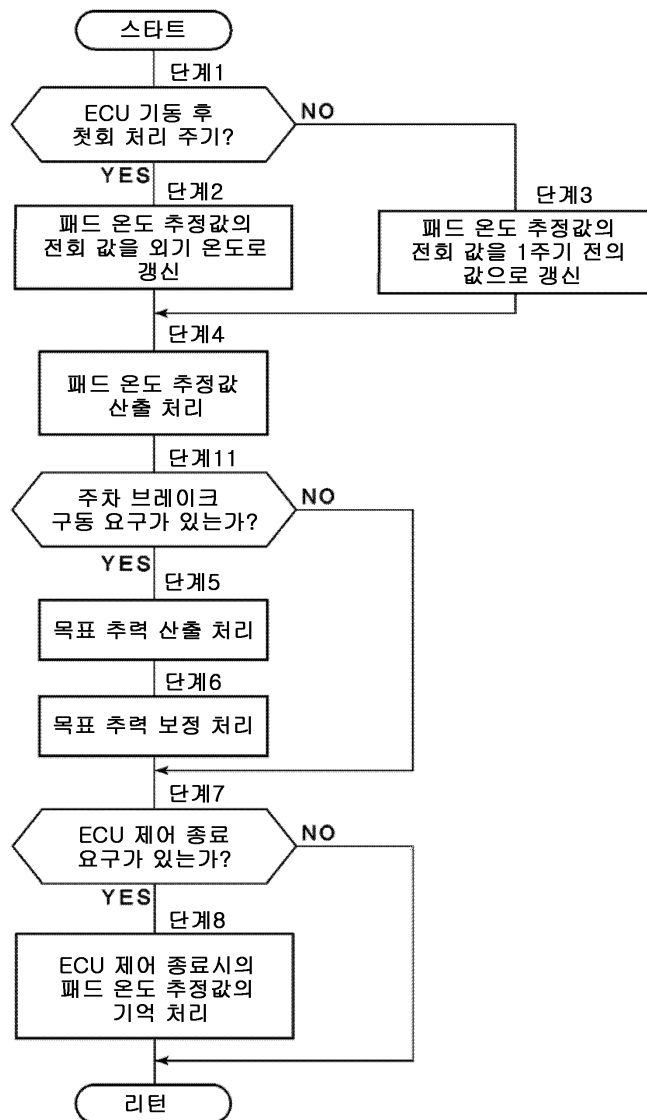 스타트
단계1
ECU 기동 후
첫회 처리 주기?
NO
YES
단계2
패드 온도 추정값의
전회 값을 외기 온도로
갱신
단계3
패드 온도 추정값의
전회 값을 1주기 전의
값으로 갱신
단계4
패드 온도 추정값
산출 처리
단계11
주차 브레이크
구동 요구가 있는가?
NO
YES
단계5
목표 추력 산출 처리
단계6
목표 추력 보정 처리
단계7
ECU 제어 종료
요구가 있는가?
NO
YES
단계8
ECU 제어 종료시의
패드 온도 추정값의
기억 처리
리턴